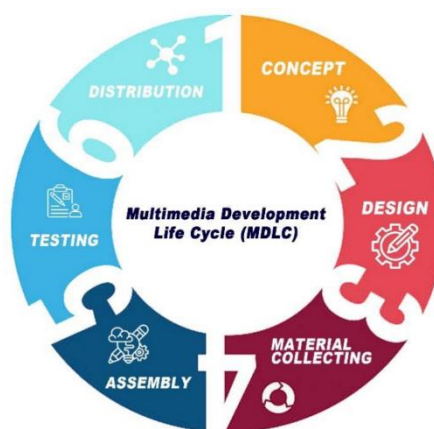 1
CONCEPT
2
DESIGN
3
MATERIAL
COLLECTING
4
ASSEMBLY
5
TESTING
6
DISTRIBUTION
Multimedia Development
Life Cycle (MDLC)